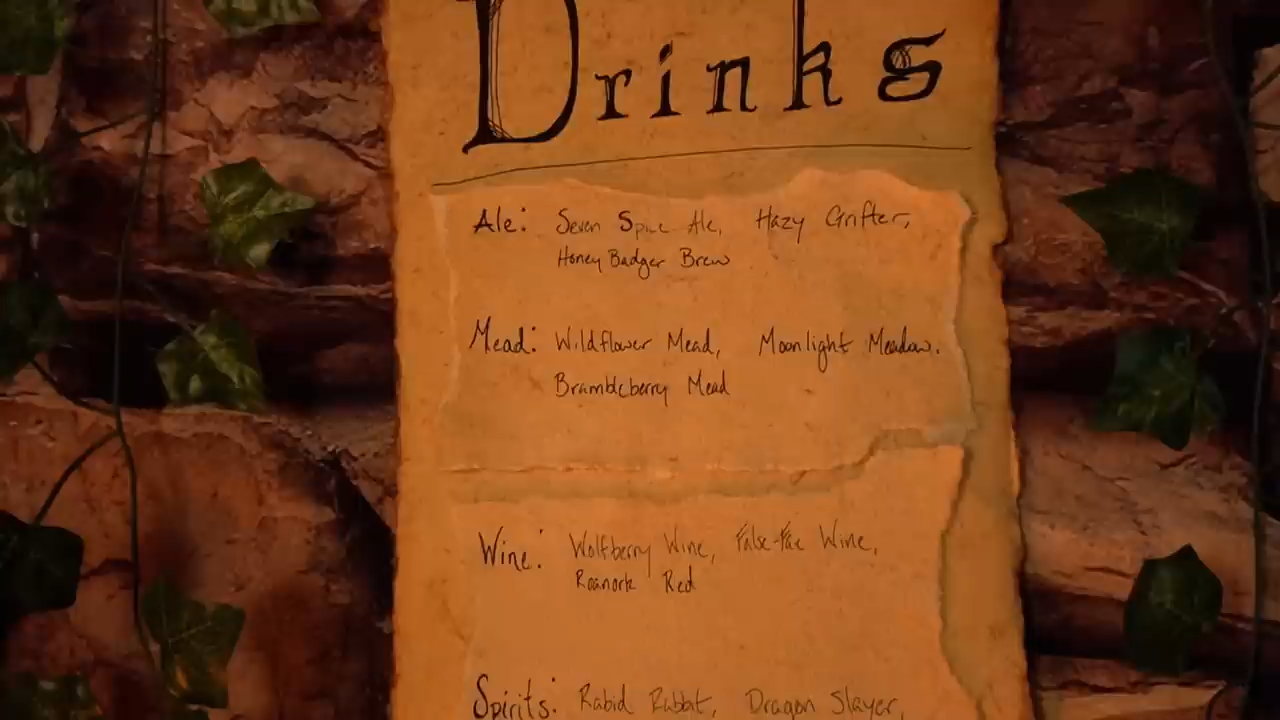 Drinks
Ale: Seven Spice Ale, Hazy Grifter,
Honey Badger Brew
Mead: Wildflower Mead, Moonlight Meadow.
Brambleberry Mead
Wine: Wolfberry Wine, False-Fae Wine,
Roanork Red
Spirits: Rabid Rabbit, Dragon Slayer,